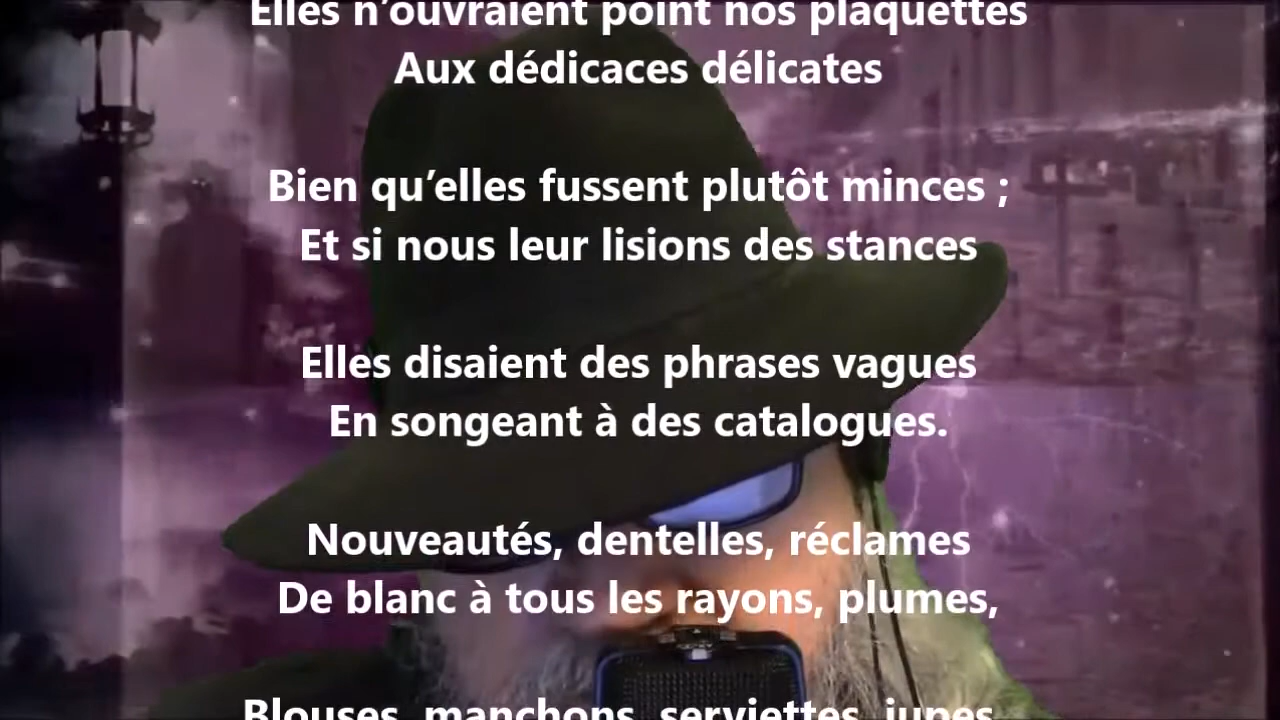 Elles n’ouvraient point nos plaquettes
Aux dédicaces délicates
Bien qu’elles fussent plutôt minces ;
Et si nous leur lisions des stances
Elles disaient des phrases vagues
En songeant à des catalogues.
Nouveautés, dentelles, réclames
De blanc à tous les rayons, plumes,
Blouses, manchons, serviettes, jupes